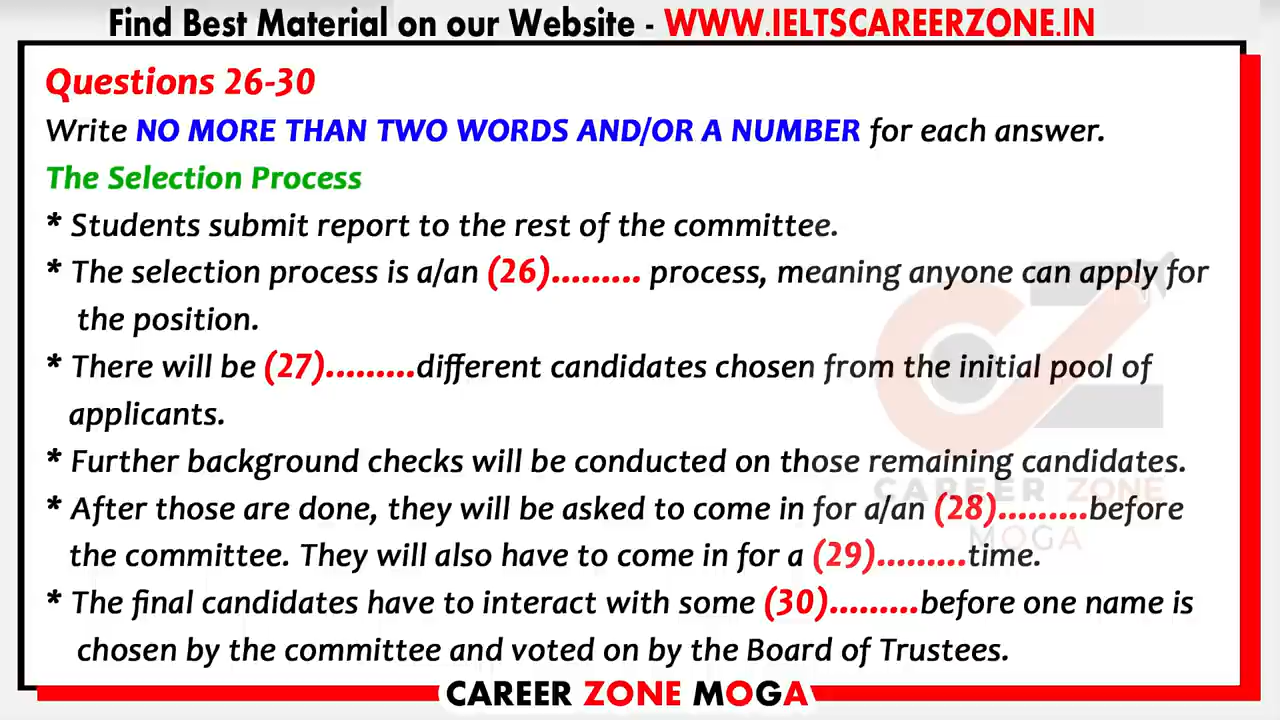 Find Best Material on our Website - WWW.IELTSCAREERZONE.IN
Questions 26-30
Write NO MORE THAN TWO WORDS AND/OR A NUMBER for each answer.
The Selection Process
* Students submit report to the rest of the committee.
* The selection process is a/an (26)......... process, meaning anyone can apply for
the position.
* There will be (27).........different candidates chosen from the initial pool of
applicants.
* Further background checks will be conducted on those remaining candidates.
CAREER ZONE
* After those are done, they will be asked to come in for a/an (28).........before
MOGA
the committee. They will also have to come in for a (29).........time.
* The final candidates have to interact with some (30).........before one name is
chosen by the committee and voted on by the Board of Trustees.
CAREER ZONE MOGA